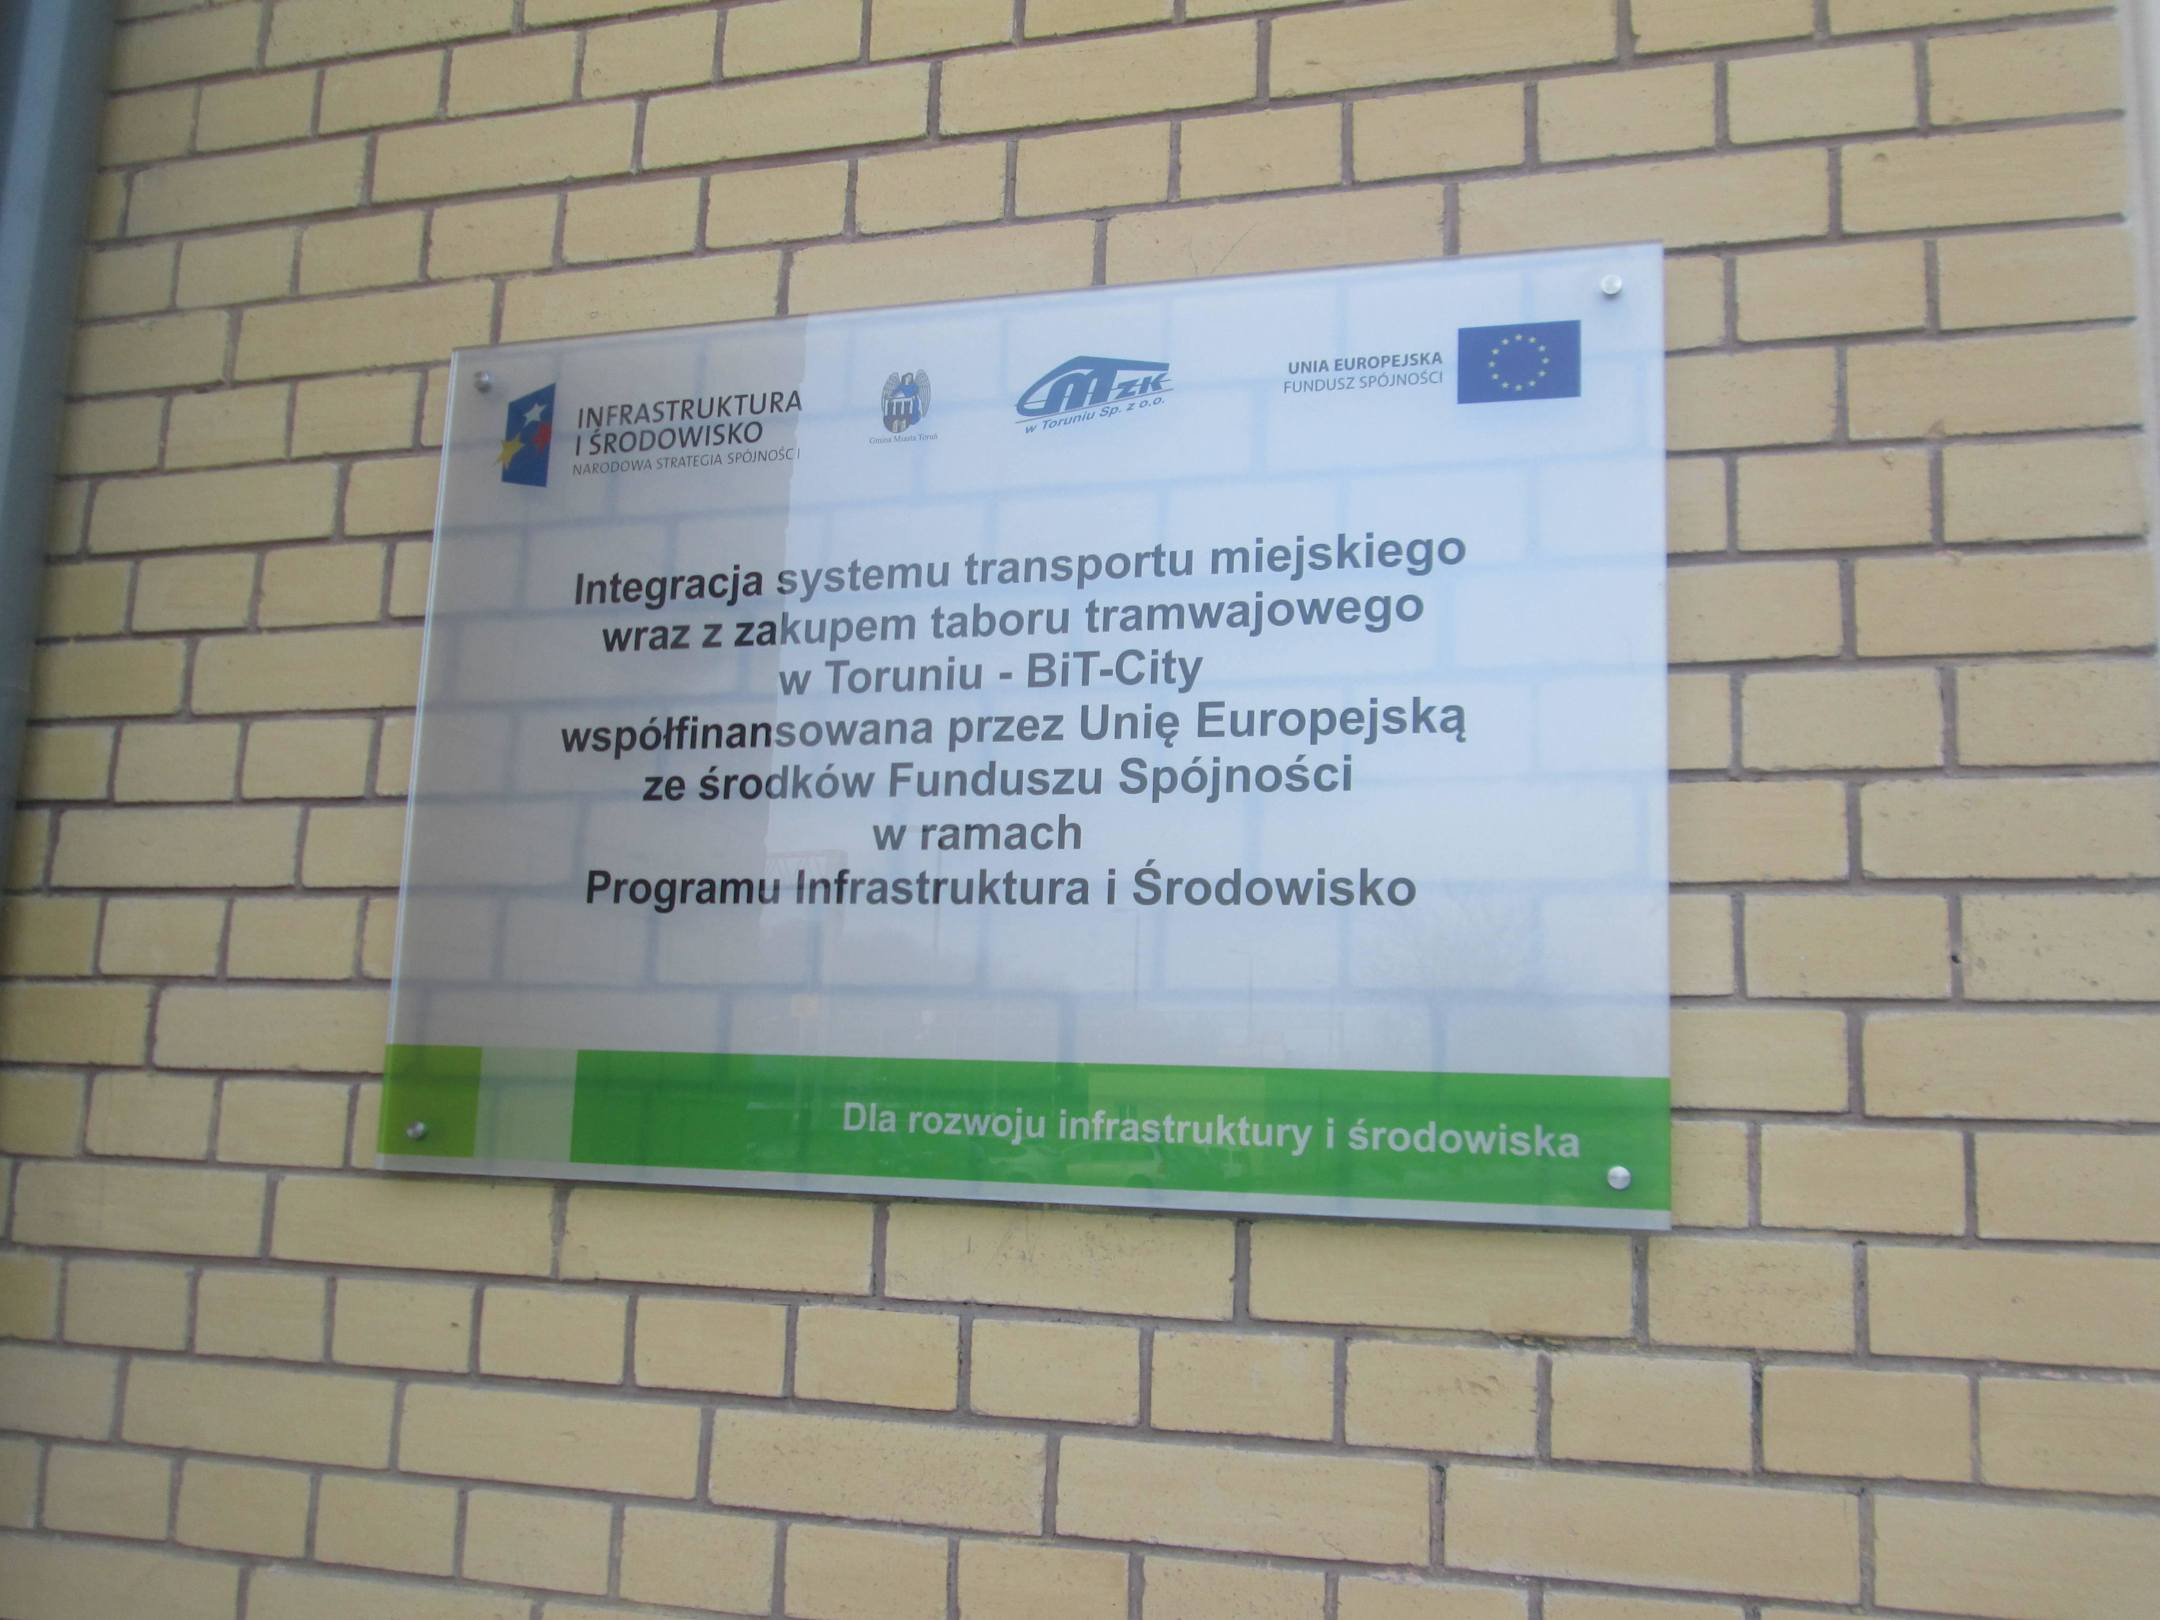 INFRASTRUKTURA
I ŚRODOWISKO
NARODOWA STRATEGIA SPÓJNOŚCI
Gmina Miasta Toruń
MZK
w Toruniu Sp. z o.o.
UNIA EUROPEJSKA
FUNDUSZ SPÓJNOŚCI
Integracja systemu transportu miejskiego
wraz z zakupem taboru tramwajowego
w Toruniu - BiT-City
współfinansowana przez Unię Europejską
ze środków Funduszu Spójności
w ramach
Programu Infrastruktura i Środowisko
Dla rozwoju infrastruktury i środowiska